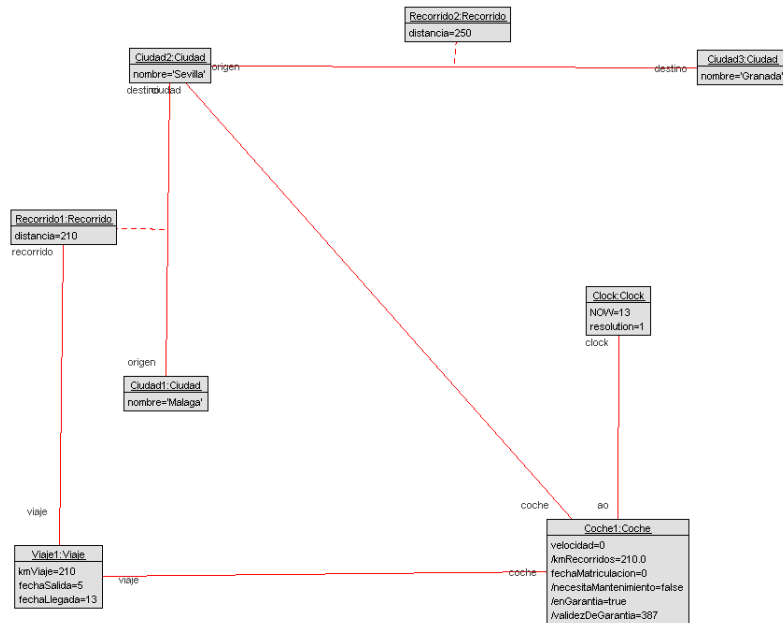 Recorrido2:Recorrido
distancia=250
Ciudad2:Ciudad
nombre='Sevilla'
origen
destino
Ciudad3:Ciudad
nombre='Granada'
destino
ciudad
Recorrido1:Recorrido
distancia=210
recorrido
Clock:Clock
NOW=13
resolution=1
clock
origen
Ciudad1:Ciudad
nombre='Malaga'
viaje
coche
ao
Coche1:Coche
velocidad=0
/kmRecorridos=210.0
fechaMatriculacion=0
/necesitaMantenimiento=false
/enGarantia=true
/validezDeGarantia=387
Viaje1:Viaje
kmViaje=210
fechaSalida=5
fechaLlegada=13
viaje
coche